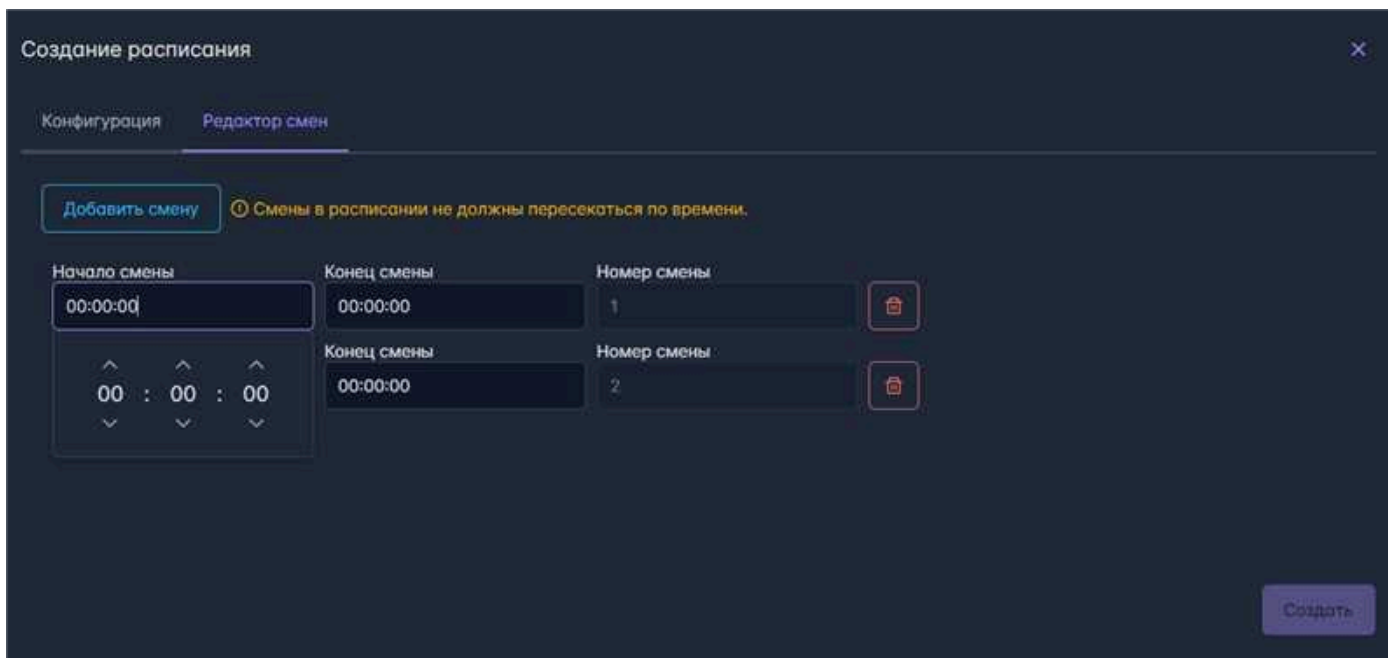 Создание расписания
Конфигурация Редактор смен
Добавить смену Смены в расписании не должны пересекаться по времени.
Начало смены Конец смены Номер смены
00:00:00 00:00:00 1
Конец смены Номер смены
00 : 00 : 00 00:00:00 2
Создать